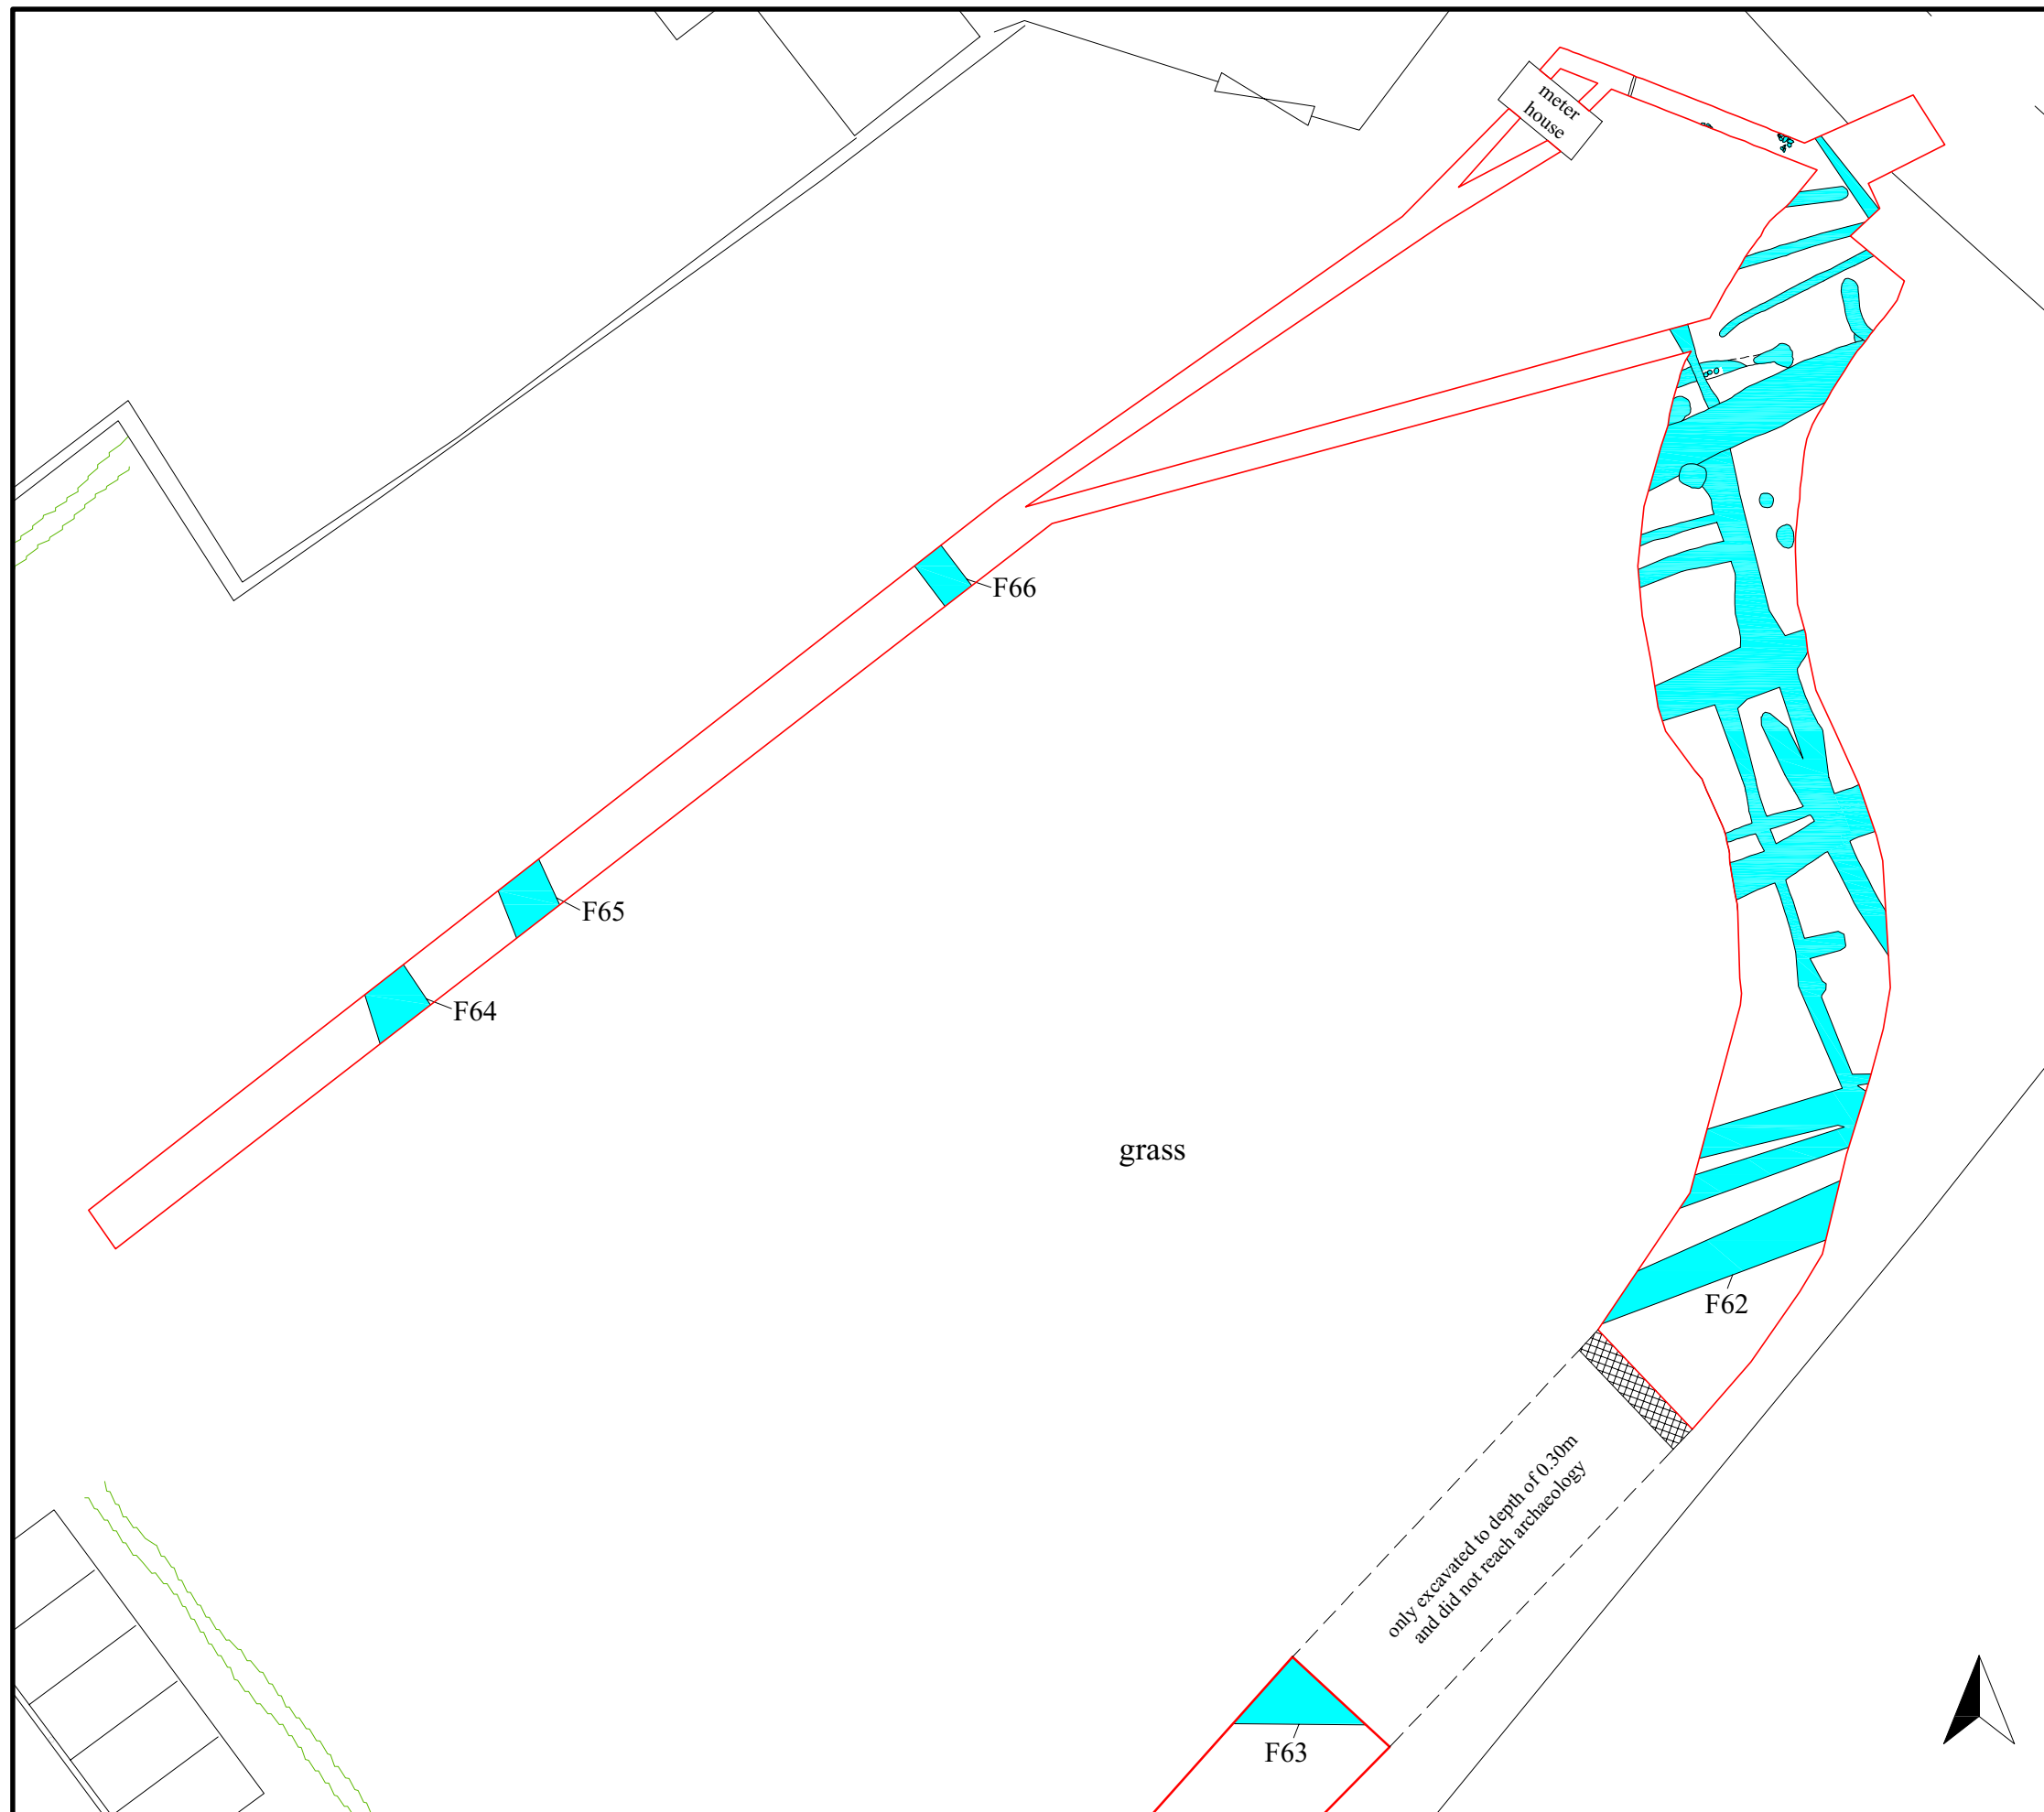 meter
house
F66
F65
F64
grass
F62
only excavated to depth of 0.30m
and did not reach archaeology
F63